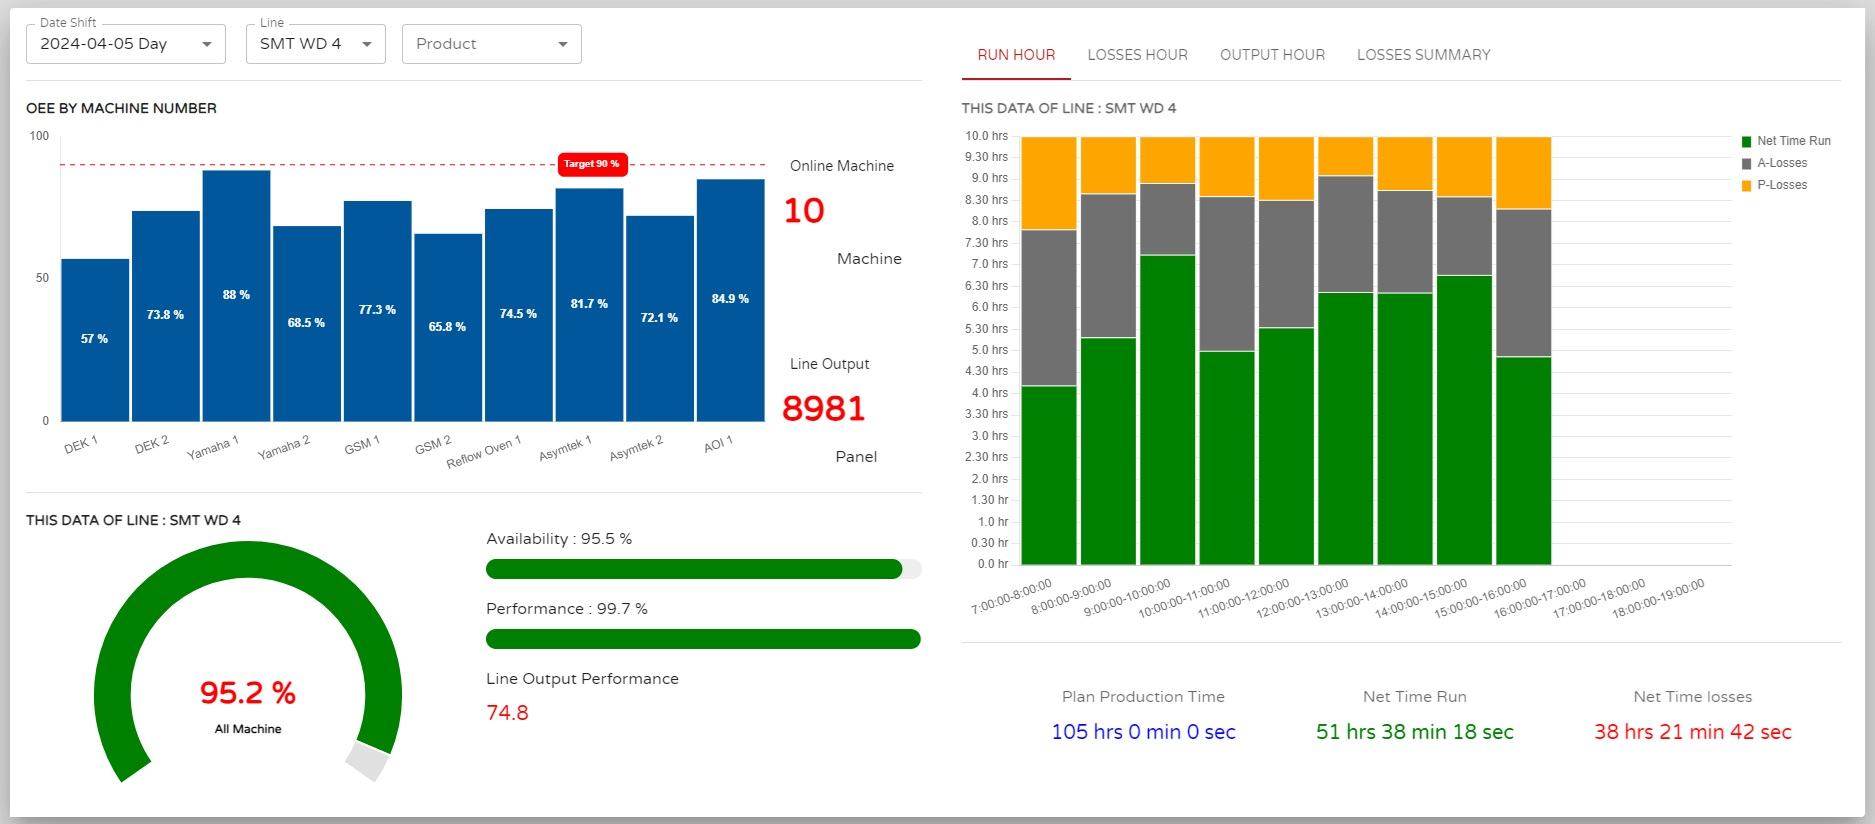 Date Shift
2024-04-05 Day
Line
SMT WD 4
Product
OEE BY MACHINE NUMBER
100
50
0
Target 90 %
57 %
73.8 %
88 %
68.5 %
77.3 %
65.8 %
74.5 %
81.7 %
72.1 %
84.9 %
DEK 1
DEK 2
Yamaha 1
Yamaha 2
GSM 1
GSM 2
Reflow Oven 1
Asymtek 1
Asymtek 2
AOI 1
Online Machine
10
Machine
Line Output
8981
Panel
THIS DATA OF LINE : SMT WD 4
95.2 %
All Machine
Availability : 95.5 %
Performance : 99.7 %
Line Output Performance
74.8
RUN HOUR
LOSSES HOUR
OUTPUT HOUR
LOSSES SUMMARY
THIS DATA OF LINE : SMT WD 4
10.0 hrs
9.30 hrs
9.0 hrs
8.30 hrs
8.0 hrs
7.30 hrs
7.0 hrs
6.30 hrs
6.0 hrs
5.30 hrs
5.0 hrs
4.30 hrs
4.0 hrs
3.30 hrs
3.0 hrs
2.30 hrs
2.0 hrs
1.30 hr
1.0 hr
0.30 hr
0.0 hr
7:00:00-8:00:00
8:00:00-9:00:00
9:00:00-10:00:00
10:00:00-11:00:00
11:00:00-12:00:00
12:00:00-13:00:00
13:00:00-14:00:00
14:00:00-15:00:00
15:00:00-16:00:00
16:00:00-17:00:00
17:00:00-18:00:00
18:00:00-19:00:00
Net Time Run
A-Losses
P-Losses
Plan Production Time
105 hrs 0 min 0 sec
Net Time Run
51 hrs 38 min 18 sec
Net Time losses
38 hrs 21 min 42 sec